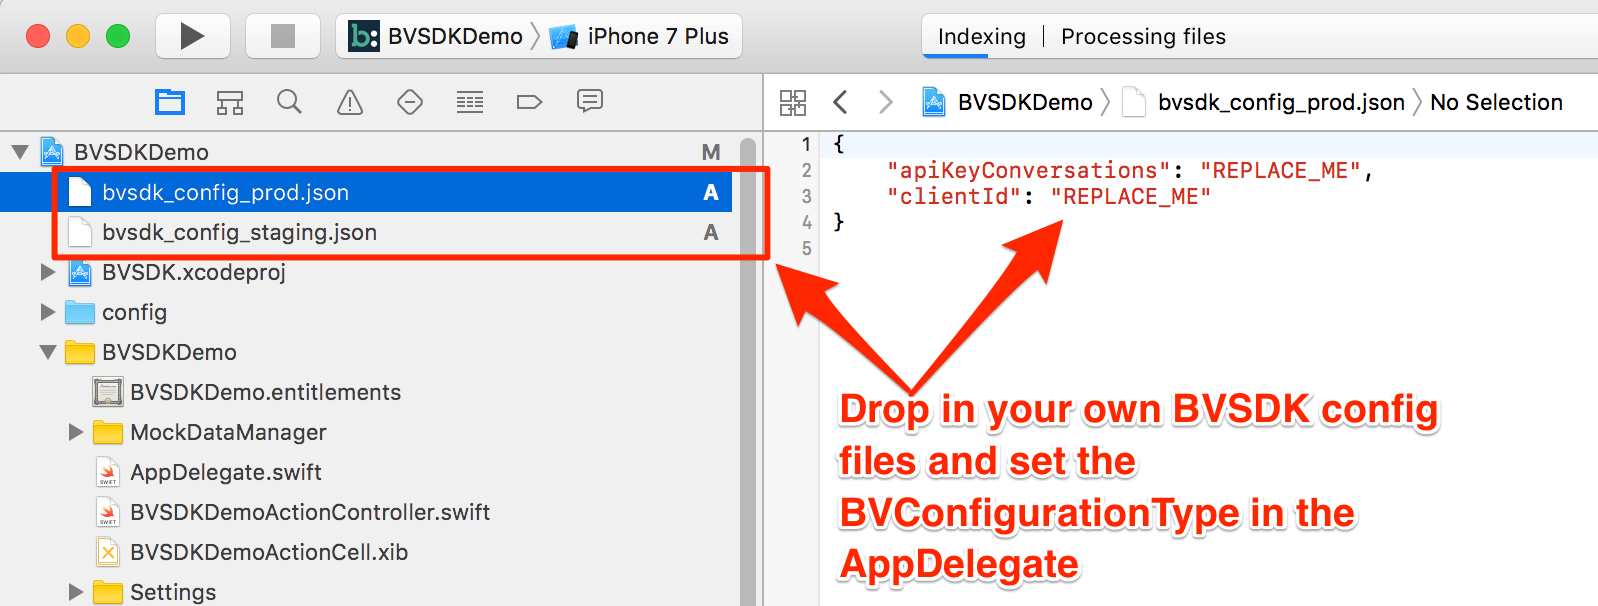 b: BVSDKDemo iPhone 7 Plus
Indexing | Processing files
BVSDKDemo bvsdk_config_prod.json No Selection
BVSDKDemo M
bvsdk_config_prod.json A
bvsdk_config_staging.json A
BVSDK.xcodeproj
config
BVSDKDemo
BVSDKDemo.entitlements
MockDataManager
AppDelegate.swift
BVSDKDemoActionController.swift
BVSDKDemoActionCell.xib
Settings
1 {
2 "apiKeyConversations": "REPLACE_ME",
3 "clientId": "REPLACE_ME"
4 }
5
Drop in your own BVSDK config
files and set the
BVConfigurationType in the
AppDelegate